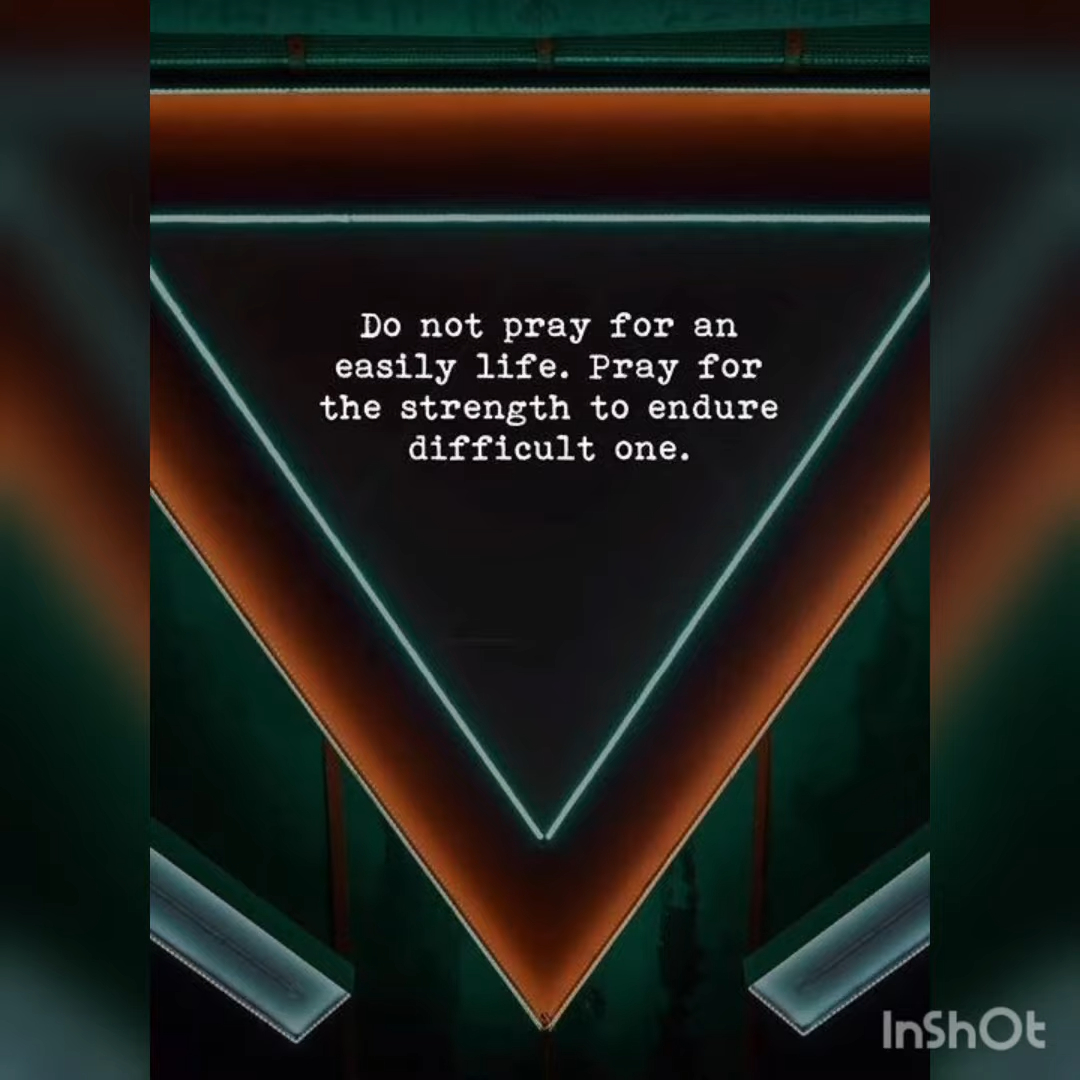 Do not pray for an
easily life. Pray for
the strength to endure
difficult one.
InShOt